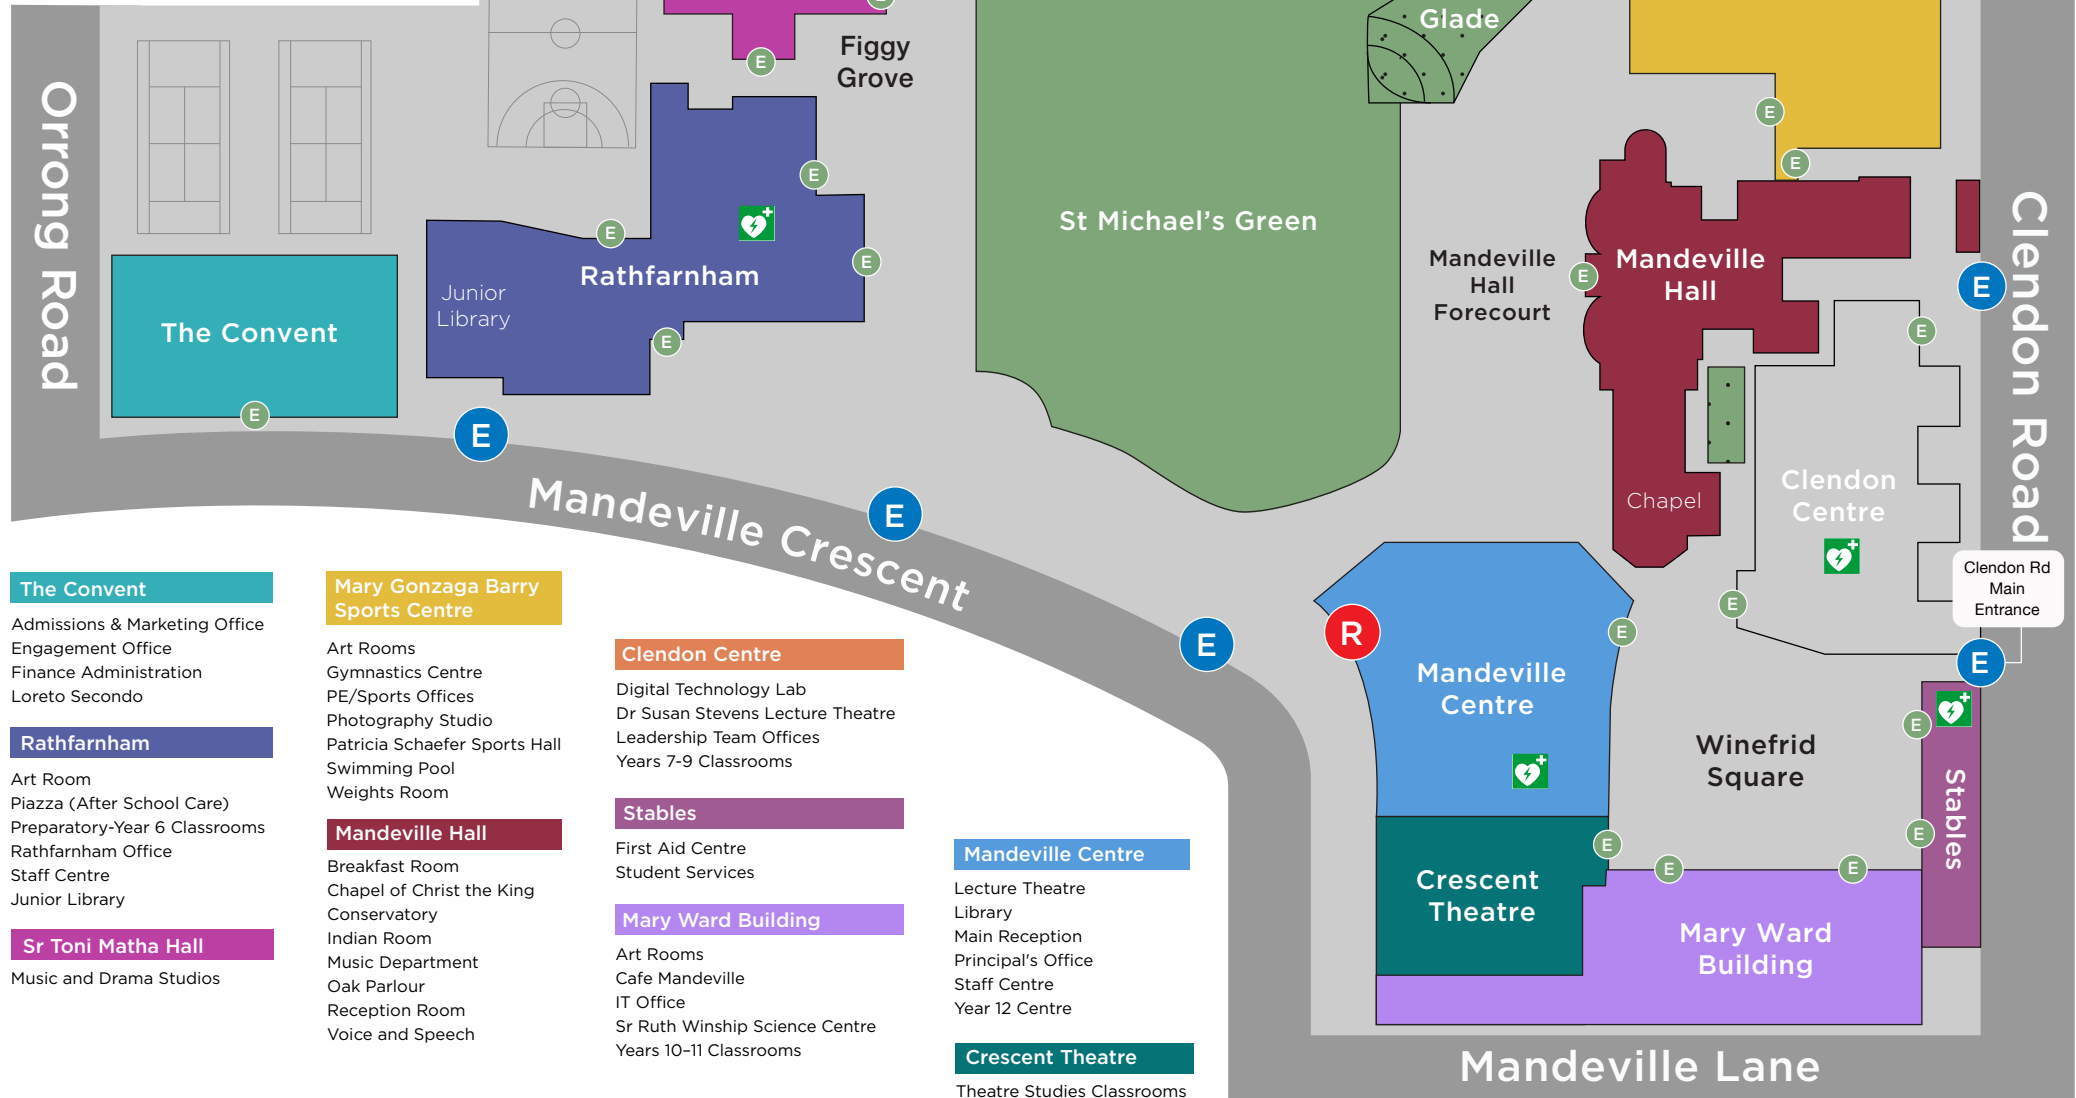 Glade
Figgy
Grove
E
E
E
Orrong Road
E
E
St Michael's Green
E
E
Clendon Road
E
E
Rathfarnham
Junior
Library
Mandeville
Hall
Forecourt
E
Mandeville
Hall
E
The Convent
E
E
E
E
Mandeville Crescent
E
Chapel
Clendon
Centre
Clendon Rd
Main
Entrance
E
R
E
E
E
Mandeville
Centre
Winefrid
Square
E
E
Stables
E
E
E
Crescent
Theatre
Mary Ward
Building
Mandeville Lane
The Convent
Admissions & Marketing Office
Engagement Office
Finance Administration
Loreto Secondo
Rathfarnham
Art Room
Piazza (After School Care)
Preparatory-Year 6 Classrooms
Rathfarnham Office
Staff Centre
Junior Library
Sr Toni Matha Hall
Music and Drama Studios
Mary Gonzaga Barry
Sports Centre
Art Rooms
Gymnastics Centre
PE/Sports Offices
Photography Studio
Patricia Schaefer Sports Hall
Swimming Pool
Weights Room
Mandeville Hall
Breakfast Room
Chapel of Christ the King
Conservatory
Indian Room
Music Department
Oak Parlour
Reception Room
Voice and Speech
Clendon Centre
Digital Technology Lab
Dr Susan Stevens Lecture Theatre
Leadership Team Offices
Years 7-9 Classrooms
Stables
First Aid Centre
Student Services
Mary Ward Building
Art Rooms
Cafe Mandeville
IT Office
Sr Ruth Winship Science Centre
Years 10–11 Classrooms
Mandeville Centre
Lecture Theatre
Library
Main Reception
Principal's Office
Staff Centre
Year 12 Centre
Crescent Theatre
Theatre Studies Classrooms